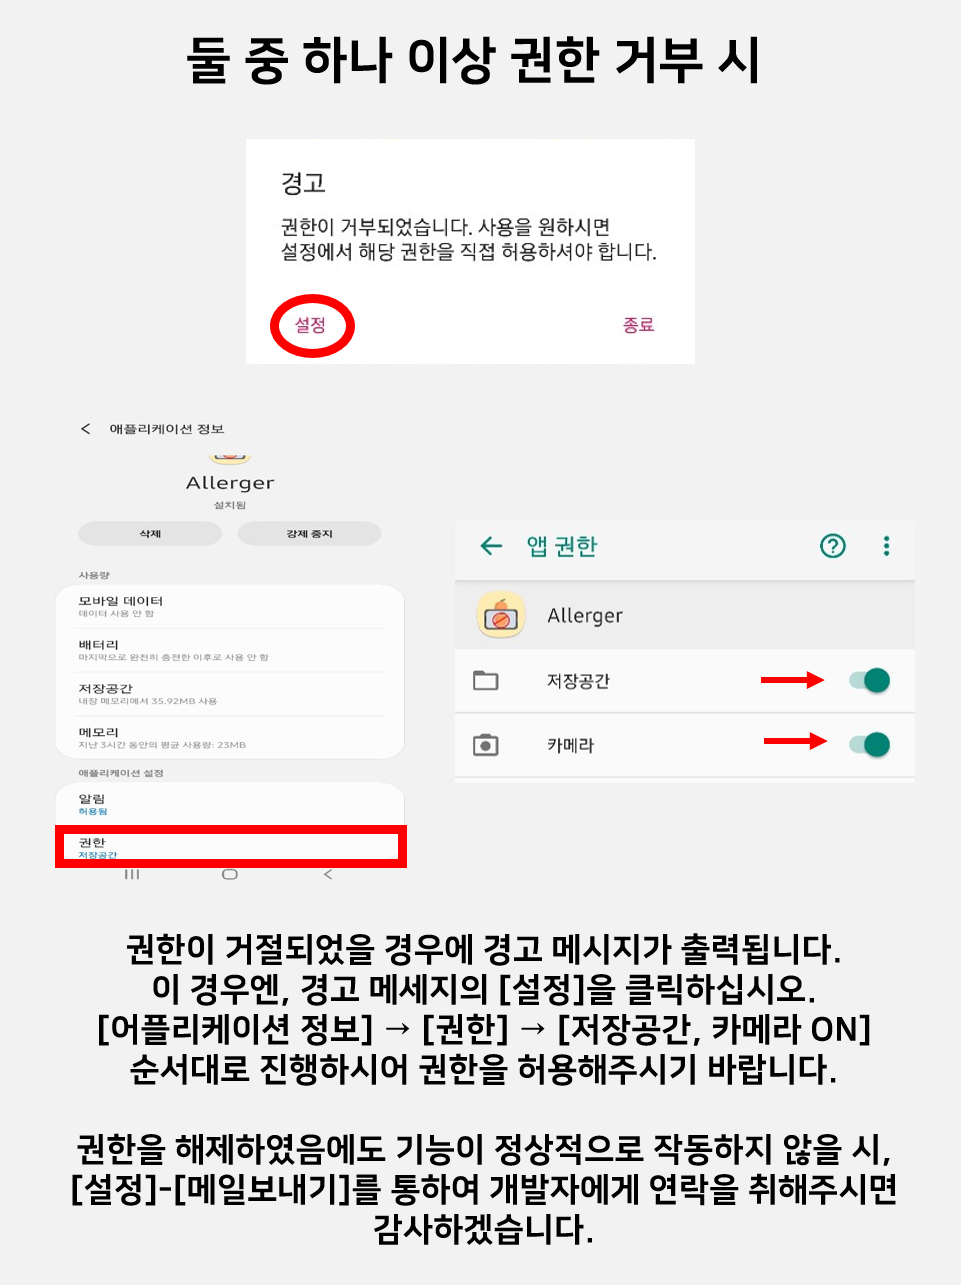 둘 중 하나 이상 권한 거부 시
경고
권한이 거부되었습니다. 사용을 원하시면
설정에서 해당 권한을 직접 허용하셔야 합니다.
설정
종료
애플리케이션 정보
Allerger
설치됨
삭제
강제 중지
사용량
모바일 데이터
데이터 사용 안 함
배터리
마지막으로 완전히 충전한 이후로 사용 안 함
저장공간
내장 메모리에서 35.92MB 사용
메모리
지난 3시간 동안의 평균 사용량: 23MB
애플리케이션 설정
알림
허용됨
권한
저장공간
앱 권한
Allerger
저장공간
카메라
권한이 거절되었을 경우에 경고 메시지가 출력됩니다.
이 경우엔, 경고 메세지의 [설정]을 클릭하십시오.
[어플리케이션 정보] → [권한] → [저장공간, 카메라 ON]
순서대로 진행하시어 권한을 허용해주시기 바랍니다.
권한을 해제하였음에도 기능이 정상적으로 작동하지 않을 시,
[설정]-[메일보내기]를 통하여 개발자에게 연락을 취해주시면
감사하겠습니다.